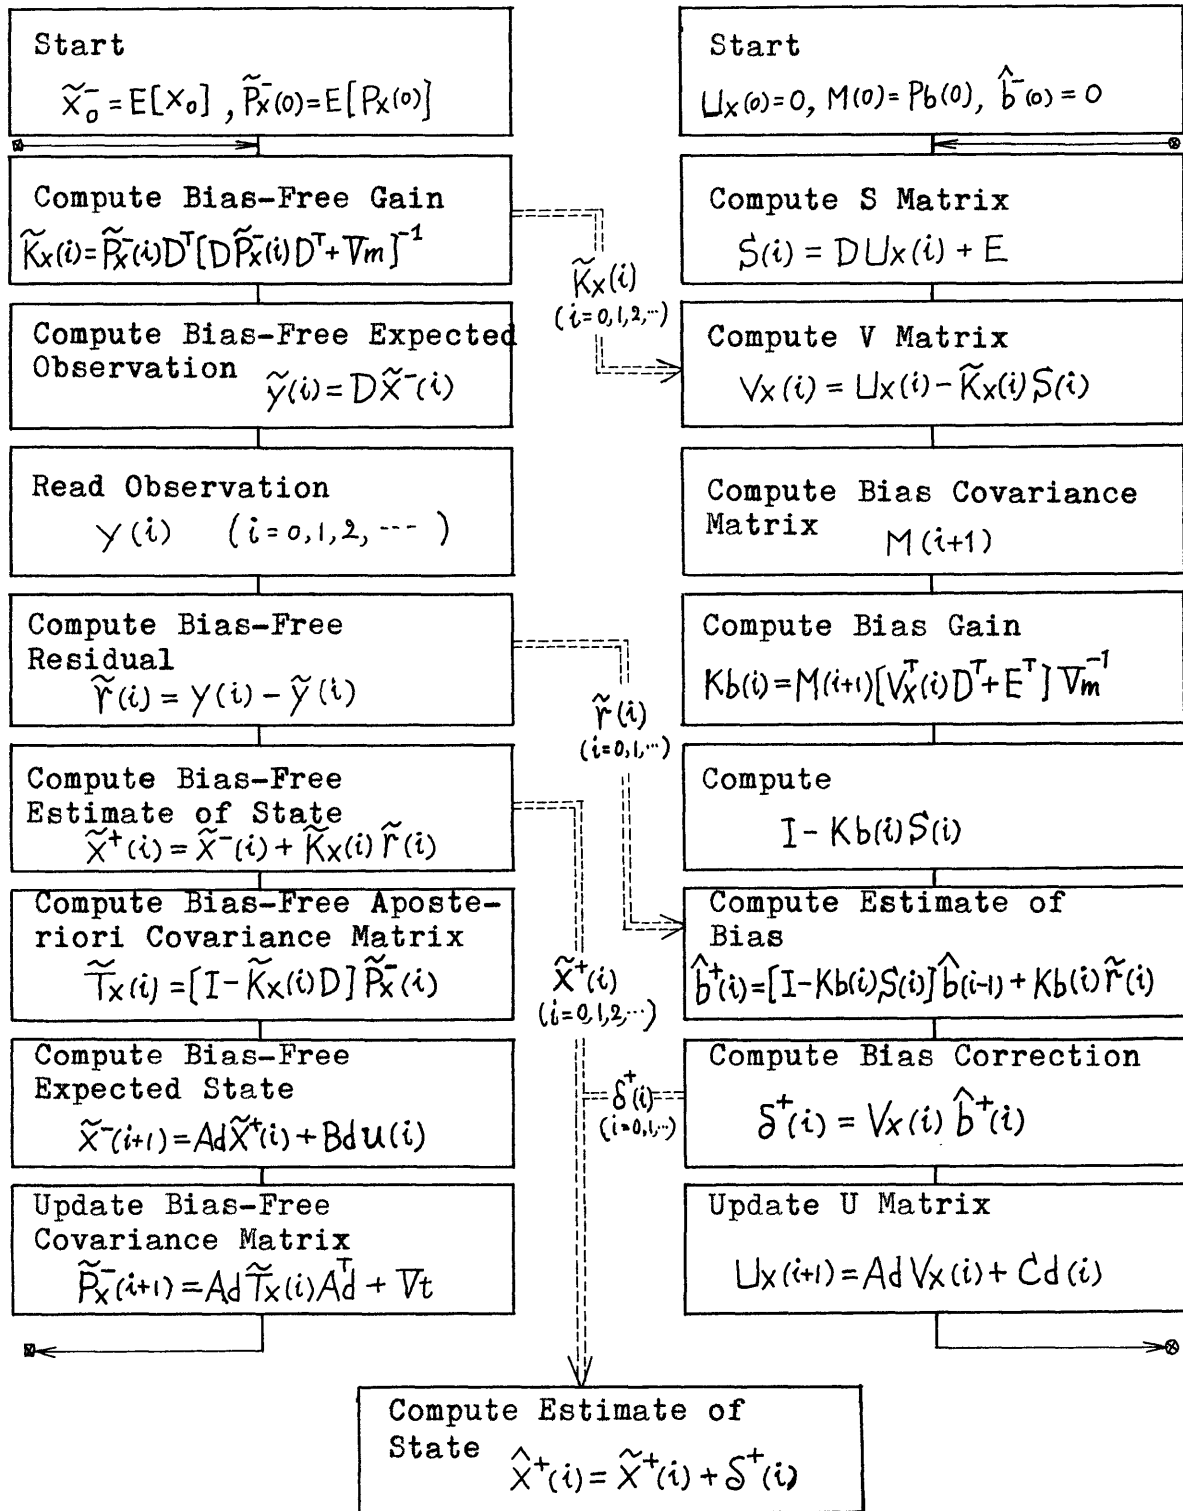 Start
x̃₀⁻ = E[x₀] , P̃x⁻(0) = E[Px(0)]
Compute Bias-Free Gain
K̃x(i) = P̃x⁻(i)Dᵀ[DP̃x⁻(i)Dᵀ + Vm]⁻¹
Compute Bias-Free Expected
Observation ỹ(i) = Dx̃⁻(i)
Read Observation
y(i) (i=0,1,2,----)
Compute Bias-Free
Residual
r̃(i) = y(i) - ỹ(i)
Compute Bias-Free
Estimate of State
x̃⁺(i) = x̃⁻(i) + K̃x(i) r̃(i)
Compute Bias-Free Aposte-
riori Covariance Matrix
T̃x(i) = [I - K̃x(i)D] P̃x⁻(i)
Compute Bias-Free
Expected State
x̃⁻(i+1) = Adx̃⁺(i) + Bdu(i)
Update Bias-Free
Covariance Matrix
P̃x⁻(i+1) = AdT̃x(i)Adᵀ + Vt
K̃x(i)
(i=0,1,2,…)
r̃(i)
(i=0,1,…)
x̃⁺(i)
(i=0,1,2,…)
δ⁺(i)
(i=0,1,…)
Start
Ux(0)=0, M(0)=Pb(0), b̂⁻(0)=0
Compute S Matrix
S(i) = DUx(i) + E
Compute V Matrix
Vx(i) = Ux(i) - K̃x(i)S(i)
Compute Bias Covariance
Matrix M(i+1)
Compute Bias Gain
Kb(i) = M(i+1)[Vxᵀ(i)Dᵀ + Eᵀ] Vm⁻¹
Compute
I - Kb(i)S(i)
Compute Estimate of
Bias
b̂⁺(i) = [I - Kb(i)S(i)] b̂(i-1) + Kb(i) r̃(i)
Compute Bias Correction
δ⁺(i) = Vx(i) b̂⁺(i)
Update U Matrix
Ux(i+1) = AdVx(i) + Cd(i)
Compute Estimate of
State x̂⁺(i) = x̃⁺(i) + δ⁺(i)